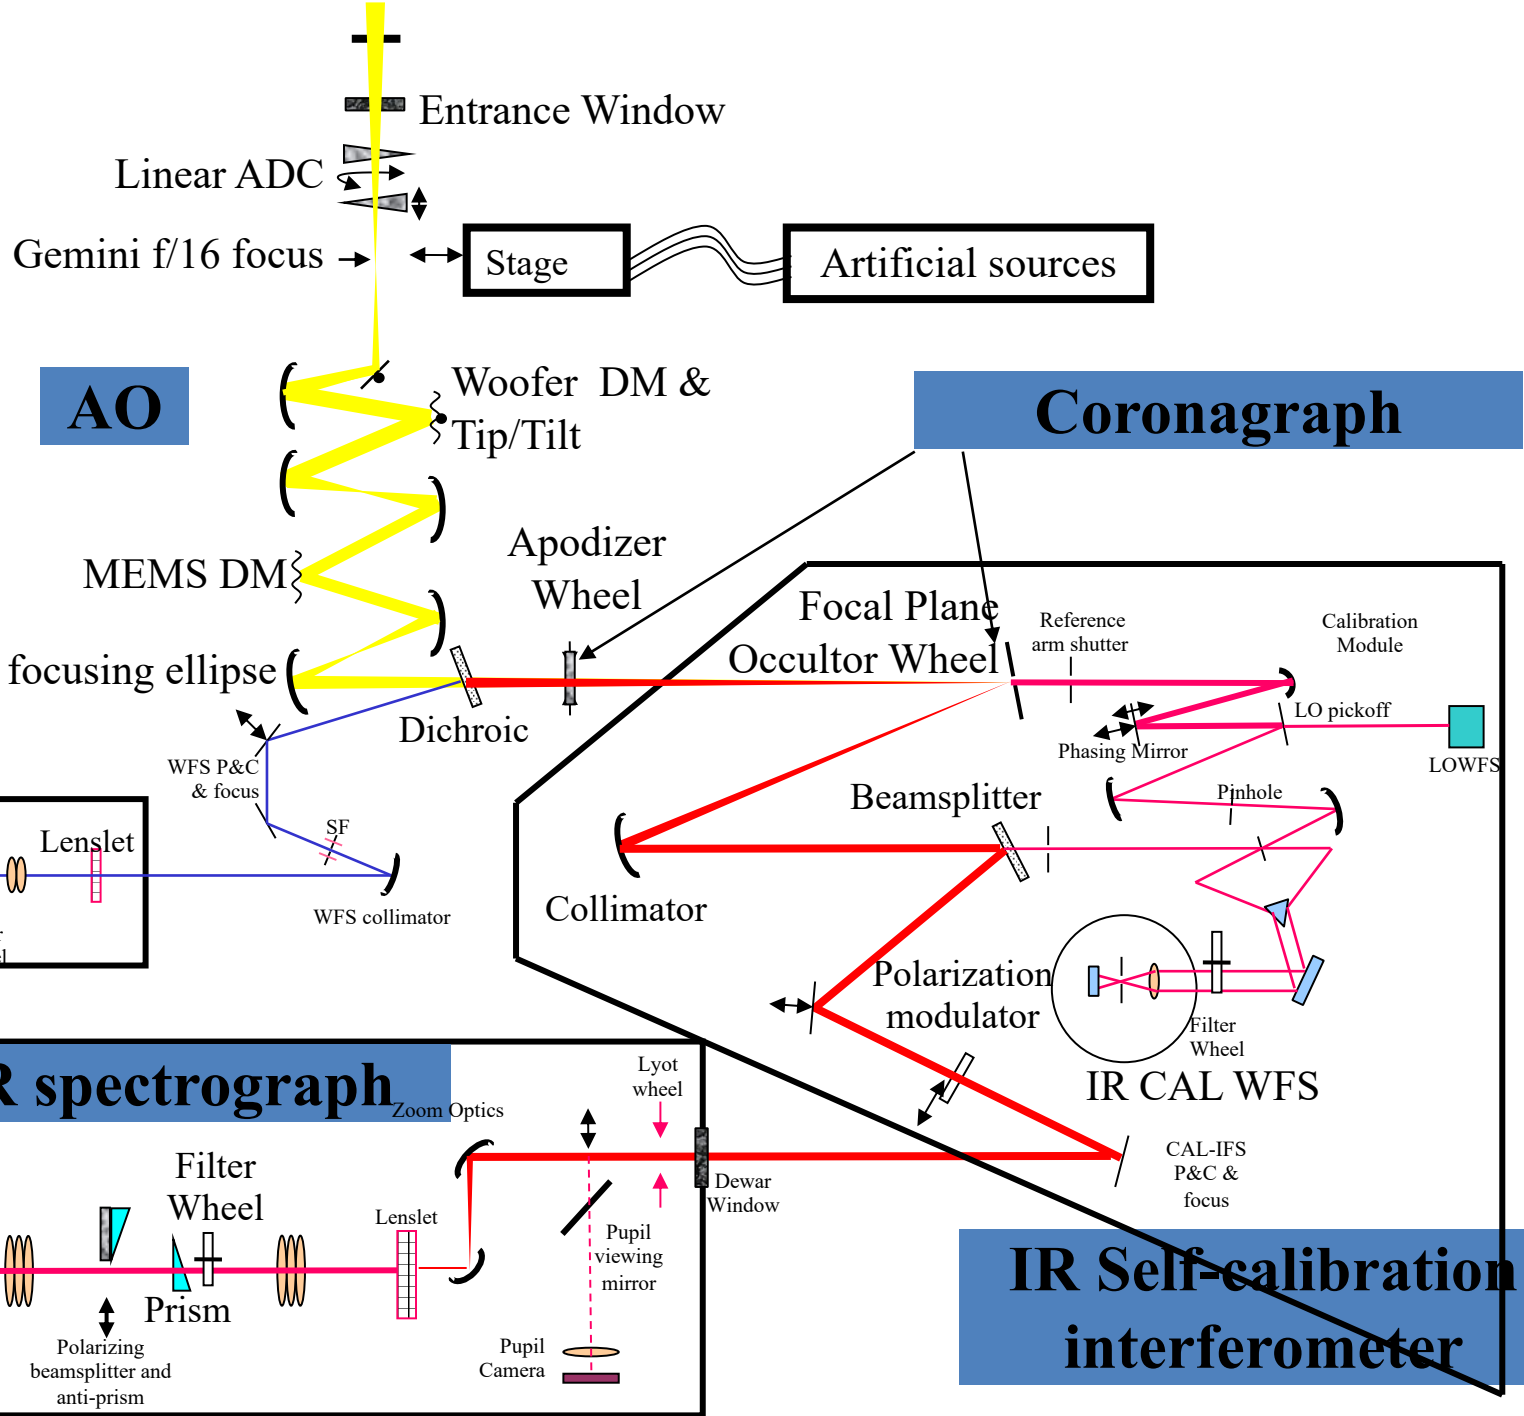 Entrance Window
Linear ADC
Gemini f/16 focus
Stage
Artificial sources
AO
Woofer DM &
Tip/Tilt
Coronagraph
MEMS DM
Apodizer
Wheel
Focal Plane
Occultor Wheel
Reference
arm shutter
Calibration
Module
focusing ellipse
Dichroic
LO pickoff
Phasing Mirror
LOWFS
WFS P&C
& focus
Pinhole
Beamsplitter
SF
Lenslet
WFS collimator
Collimator
Polarization
modulator
Filter
Wheel
IR CAL WFS
R spectrograph
Zoom Optics
Lyot
wheel
Dewar
Window
CAL-IFS
P&C &
focus
Filter
Wheel
Lenslet
Pupil
viewing
mirror
Prism
Polarizing
beamsplitter and
anti-prism
Pupil
Camera
IR Self-calibration
interferometer